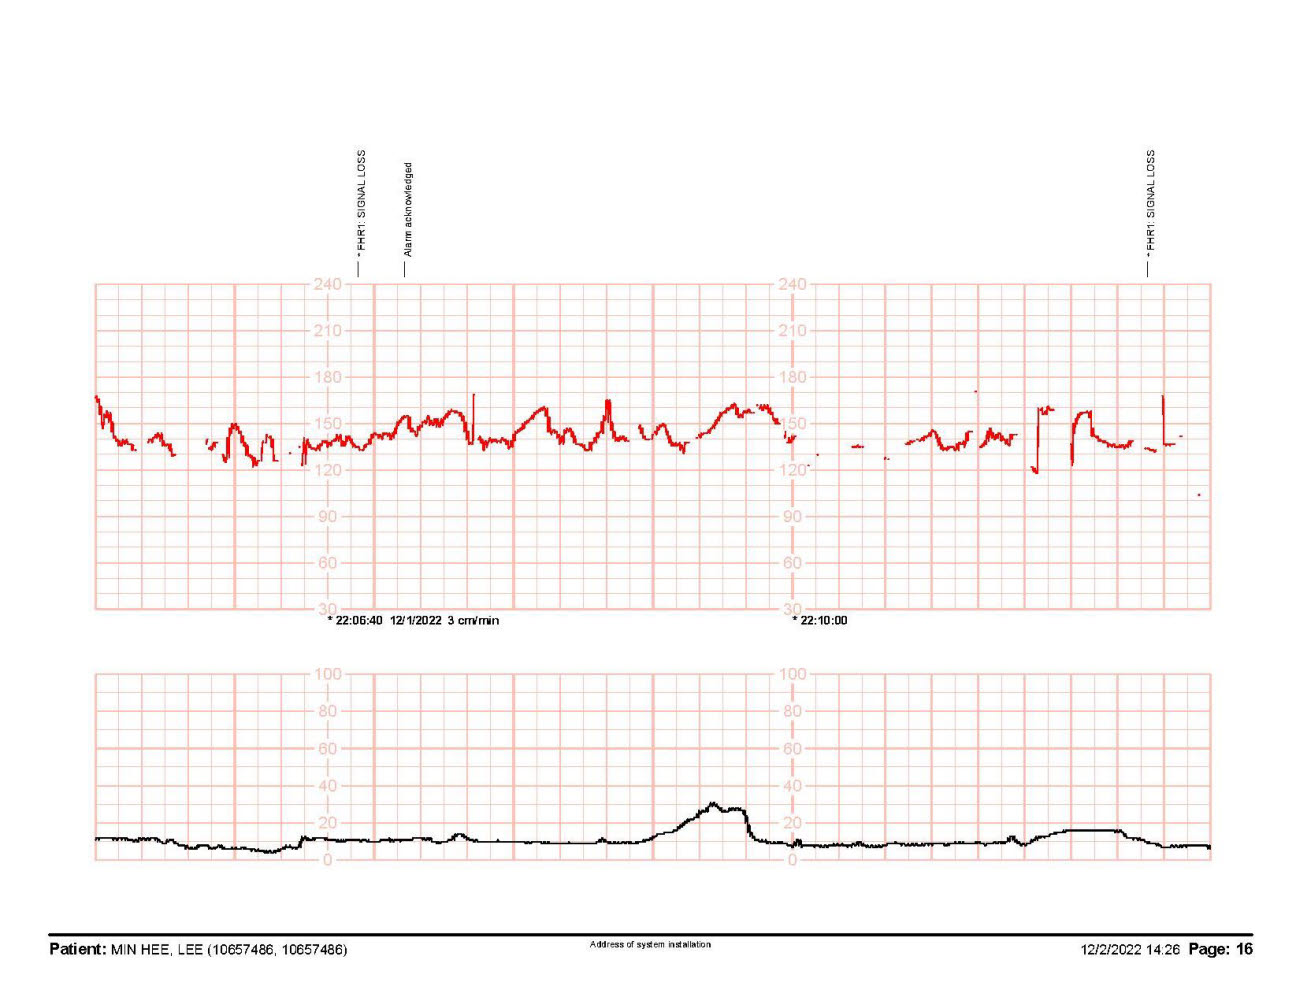 * FHR1: SIGNAL LOSS
Alarm acknowledged
* FHR1: SIGNAL LOSS
240 240
210 210
180 180
150 150
120 120
90 90
60 60
30 30
* 22:06:40 12/1/2022 3 cm/min * 22:10:00
100 100
80 80
60 60
40 40
20 20
0 0
Patient: MIN HEE, LEE (10657486, 10657486) Address of system installation 12/2/2022 14:26 Page: 16